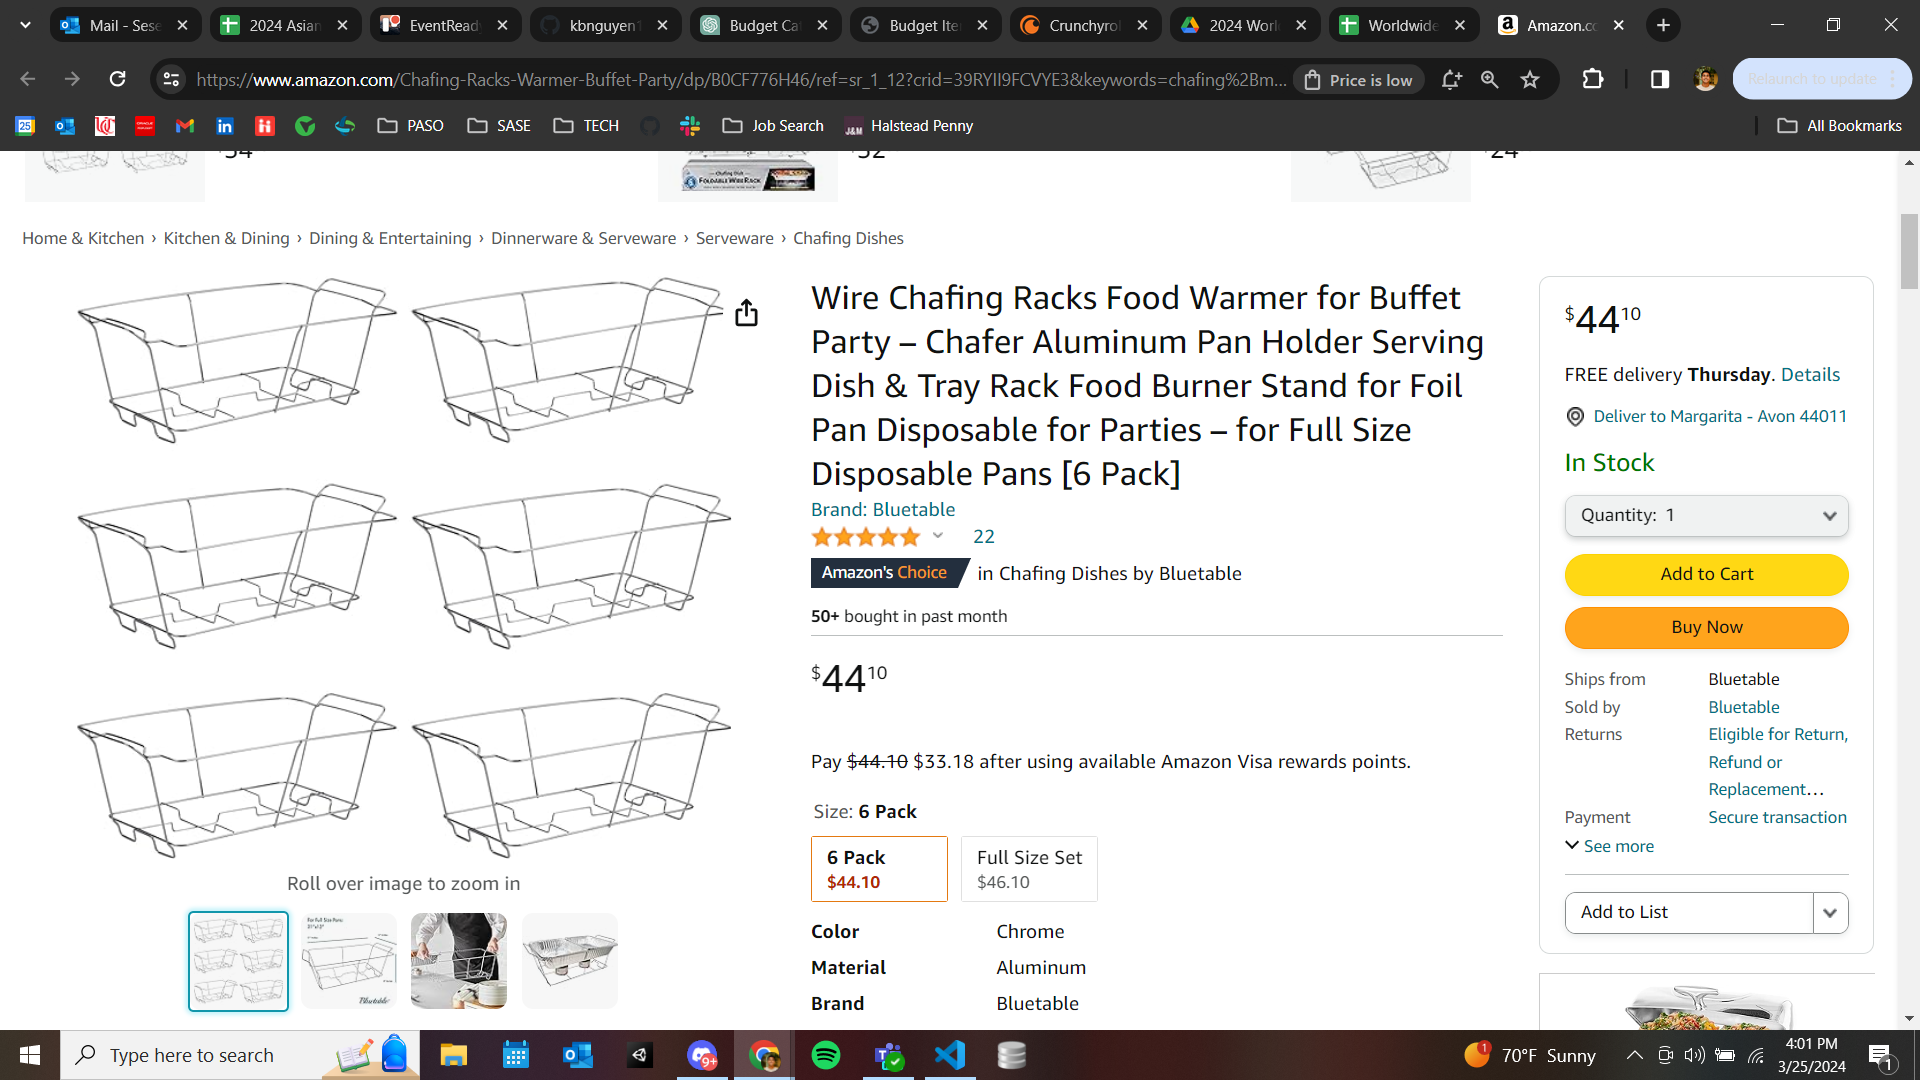 Mail - Sese
2024 Asian
EventRead
kbnguyen1
Budget Ca
Budget Ite
Crunchyrol
2024 Worl
Worldwide
Amazon.co
https://www.amazon.com/Chafing-Racks-Warmer-Buffet-Party/dp/B0CF776H46/ref=sr_1_12?crid=39RYII9FCVYE3&keywords=chafing%2Bm...
Price is low
Relaunch to update
PASO
SASE
TECH
Job Search
J&M
Halstead Penny
All Bookmarks
FOLDABLE WIRE RACK
Home & Kitchen › Kitchen & Dining › Dining & Entertaining › Dinnerware & Serveware › Serveware › Chafing Dishes
Wire Chafing Racks Food Warmer for Buffet
Party – Chafer Aluminum Pan Holder Serving
Dish & Tray Rack Food Burner Stand for Foil
Pan Disposable for Parties – for Full Size
Disposable Pans [6 Pack]
Brand: Bluetable
22
Amazon's Choice in Chafing Dishes by Bluetable
50+ bought in past month
$44 10
Pay $44.10 $33.18 after using available Amazon Visa rewards points.
Size: 6 Pack
6 Pack
$44.10
Full Size Set
$46.10
Color Chrome
Material Aluminum
Brand Bluetable
Roll over image to zoom in
Bluetable
$44 10
FREE delivery Thursday. Details
Deliver to Margarita - Avon 44011
In Stock
Quantity: 1
Add to Cart
Buy Now
Ships from Bluetable
Sold by Bluetable
Returns Eligible for Return,
Refund or
Replacement…
Payment Secure transaction
See more
Add to List
Type here to search
9+
1
70°F Sunny
4:01 PM
3/25/2024
1